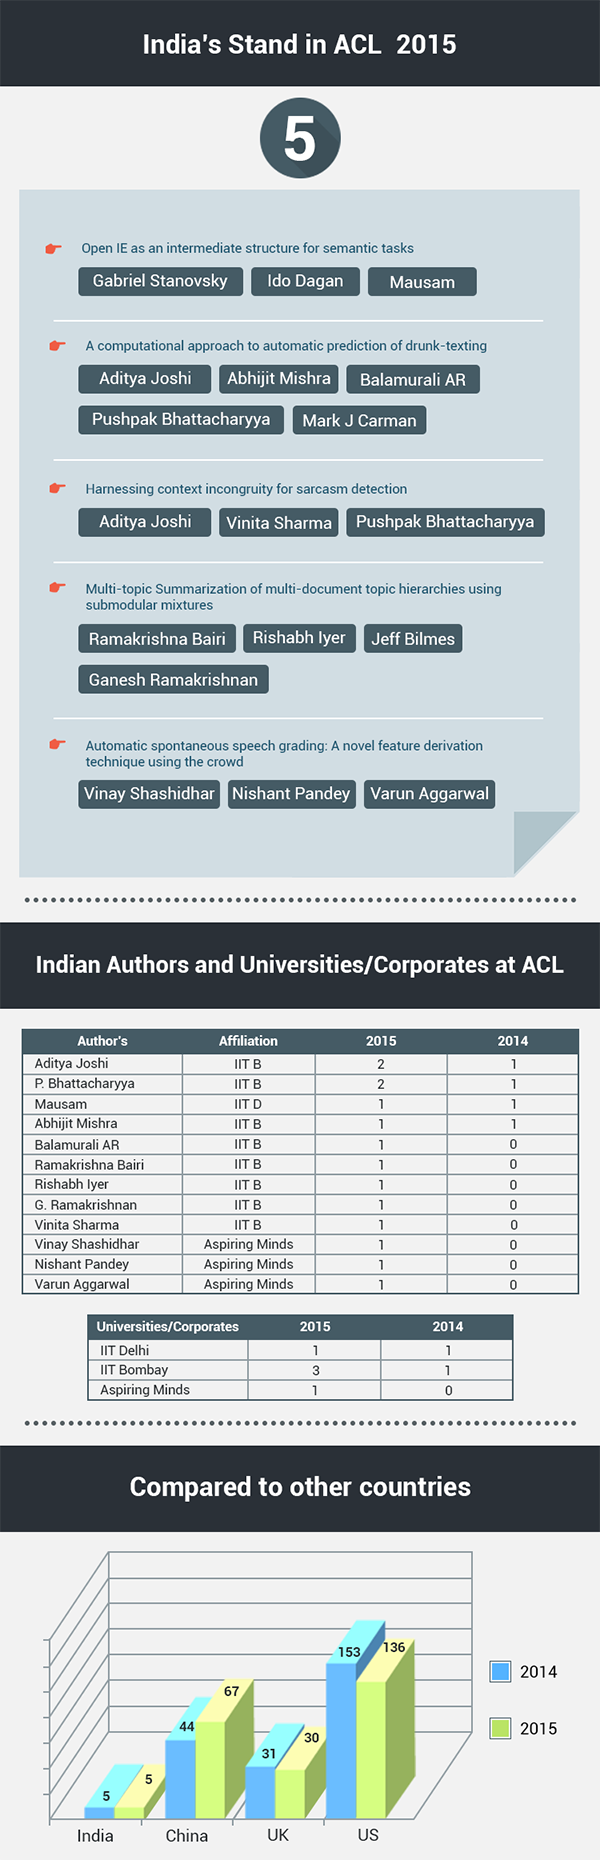 India's Stand in ACL 2015
5
Open IE as an intermediate structure for semantic tasks
Gabriel Stanovsky Ido Dagan Mausam
A computational approach to automatic prediction of drunk-texting
Aditya Joshi Abhijit Mishra Balamurali AR
Pushpak Bhattacharyya Mark J Carman
Harnessing context incongruity for sarcasm detection
Aditya Joshi Vinita Sharma Pushpak Bhattacharyya
Multi-topic Summarization of multi-document topic hierarchies using
submodular mixtures
Ramakrishna Bairi Rishabh Iyer Jeff Bilmes
Ganesh Ramakrishnan
Automatic spontaneous speech grading: A novel feature derivation
technique using the crowd
Vinay Shashidhar Nishant Pandey Varun Aggarwal
Indian Authors and Universities/Corporates at ACL
Author's Affiliation 2015 2014
Aditya Joshi IIT B 2 1
P. Bhattacharyya IIT B 2 1
Mausam IIT D 1 1
Abhijit Mishra IIT B 1 1
Balamurali AR IIT B 1 0
Ramakrishna Bairi IIT B 1 0
Rishabh Iyer IIT B 1 0
G. Ramakrishnan IIT B 1 0
Vinita Sharma IIT B 1 0
Vinay Shashidhar Aspiring Minds 1 0
Nishant Pandey Aspiring Minds 1 0
Varun Aggarwal Aspiring Minds 1 0
Universities/Corporates 2015 2014
IIT Delhi 1 1
IIT Bombay 3 1
Aspiring Minds 1 0
Compared to other countries
5 5 44 67 31 30 153 136
2014
2015
India China UK US